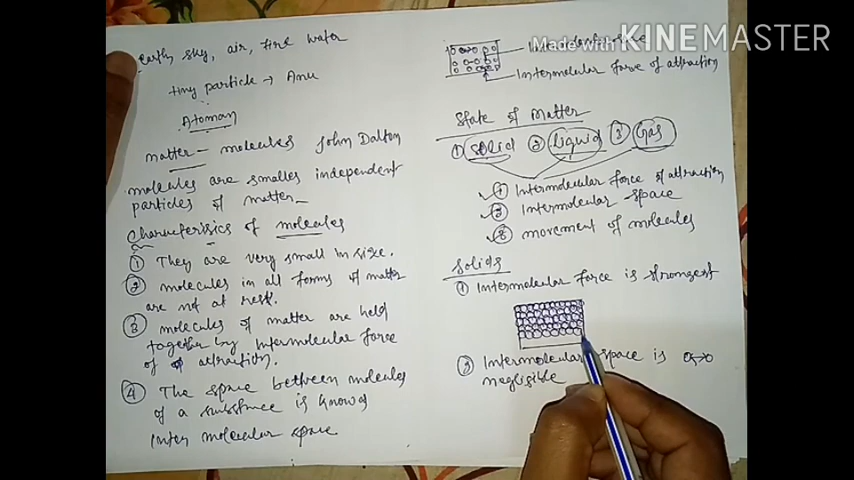 earth, sky, air, fire water
tiny particle → Anu
Atoman
matter - molecules John Dalton
molecules are smalles independent
particles of matter
Characterisics of molecules
① They are very small in size.
② molecules in all forms of matter
are not at rest.
③ molecules of matter are held
together by intermolecular force
of attraction.
④ The space between molecules
of a substance is known
Inter molecular space
Made with KINEMASTER
Intermolecular force of attraction
State of Matter
① Solid ② Liquid ③ Gas
① Intermolecular force of attraction
② Intermolecular space
③ movement of molecules
Solids
① Intermolecular force is strongest
② Intermolecular space is
negligible